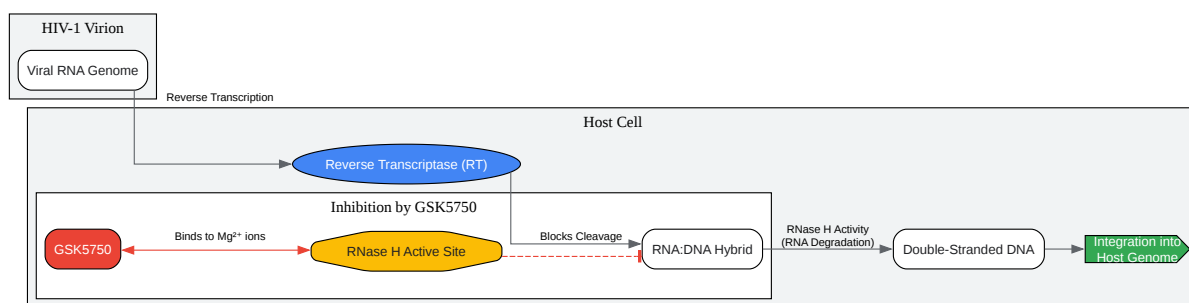 HIV-1 Virion
Viral RNA Genome
Reverse Transcription
Host Cell
Reverse Transcriptase (RT)
Inhibition by GSK5750
GSK5750
Binds to Mg²⁺ ions
RNase H Active Site
Blocks Cleavage
RNA:DNA Hybrid
RNase H Activity
(RNA Degradation)
Double-Stranded DNA
Integration into
Host Genome